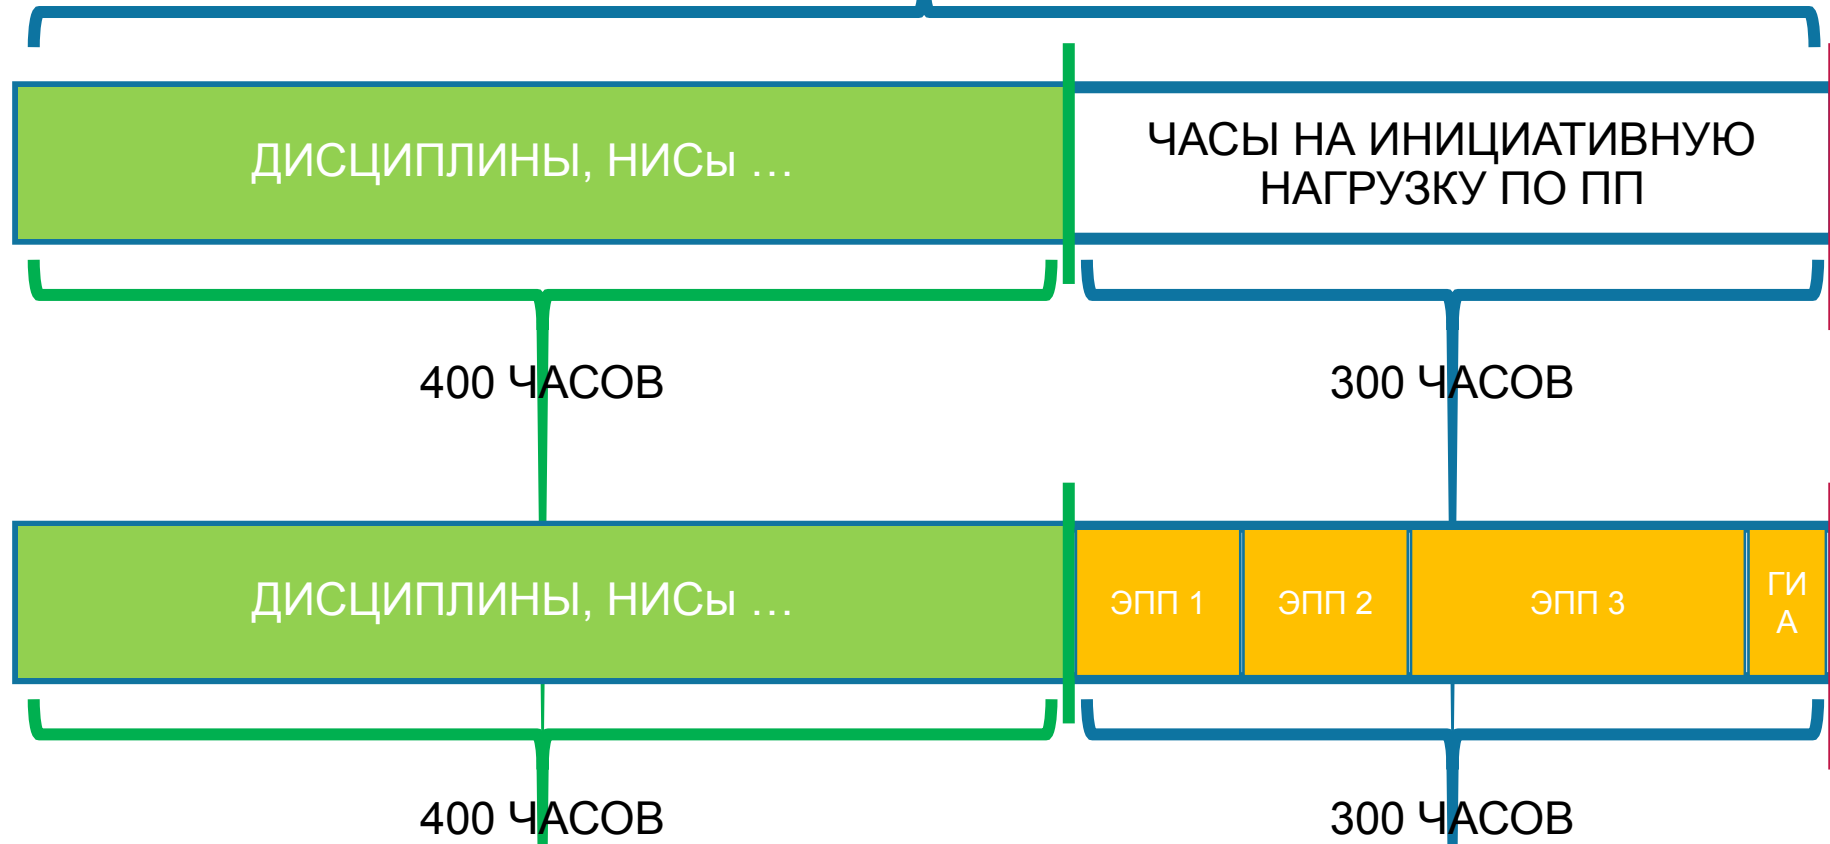 ДИСЦИПЛИНЫ, НИСы ...
ЧАСЫ НА ИНИЦИАТИВНУЮ
НАГРУЗКУ ПО ПП
400 ЧАСОВ
300 ЧАСОВ
ДИСЦИПЛИНЫ, НИСы ...
ЭПП 1
ЭПП 2
ЭПП 3
ГИ
А
400 ЧАСОВ
300 ЧАСОВ